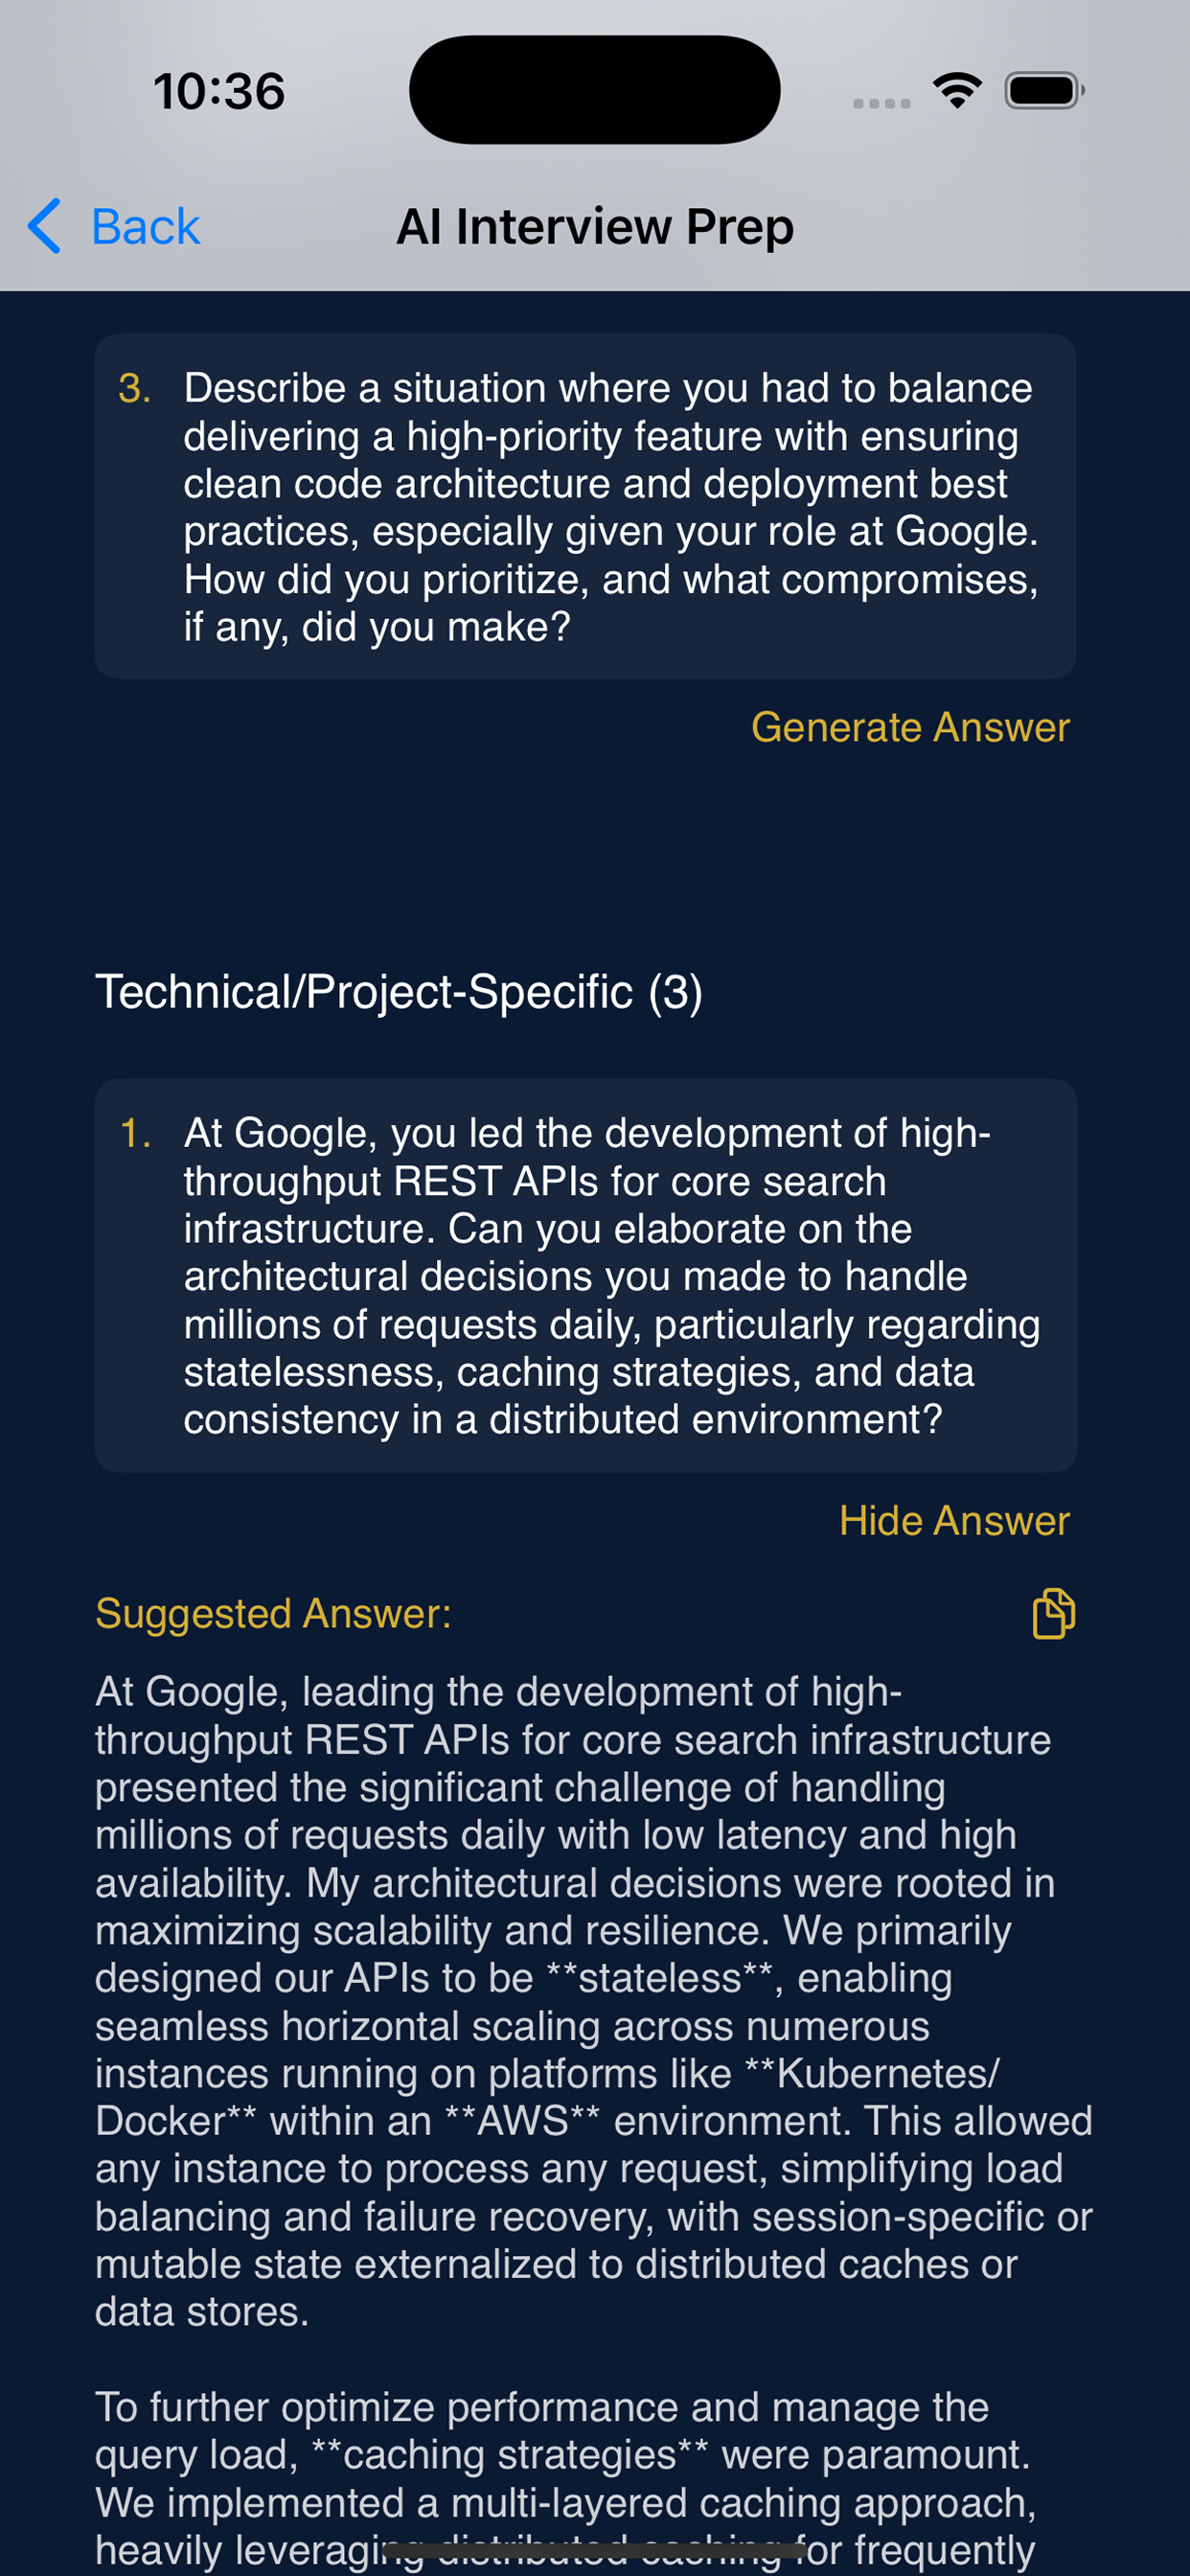 10:36
Back
AI Interview Prep
3. Describe a situation where you had to balance
delivering a high-priority feature with ensuring
clean code architecture and deployment best
practices, especially given your role at Google.
How did you prioritize, and what compromises,
if any, did you make?
Generate Answer
Technical/Project-Specific (3)
1. At Google, you led the development of high-
throughput REST APIs for core search
infrastructure. Can you elaborate on the
architectural decisions you made to handle
millions of requests daily, particularly regarding
statelessness, caching strategies, and data
consistency in a distributed environment?
Hide Answer
Suggested Answer:
At Google, leading the development of high-
throughput REST APIs for core search infrastructure
presented the significant challenge of handling
millions of requests daily with low latency and high
availability. My architectural decisions were rooted in
maximizing scalability and resilience. We primarily
designed our APIs to be **stateless**, enabling
seamless horizontal scaling across numerous
instances running on platforms like **Kubernetes/
Docker** within an **AWS** environment. This allowed
any instance to process any request, simplifying load
balancing and failure recovery, with session-specific or
mutable state externalized to distributed caches or
data stores.
To further optimize performance and manage the
query load, **caching strategies** were paramount.
We implemented a multi-layered caching approach,
heavily leveraging distributed caching for frequently